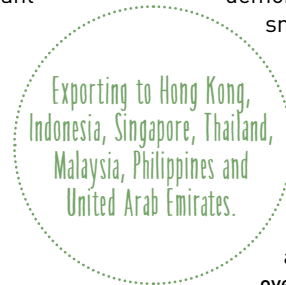 Exporting to Hong Kong,
Indonesia, Singapore, Thailand,
Malaysia, Philippines and
United Arab Emirates.